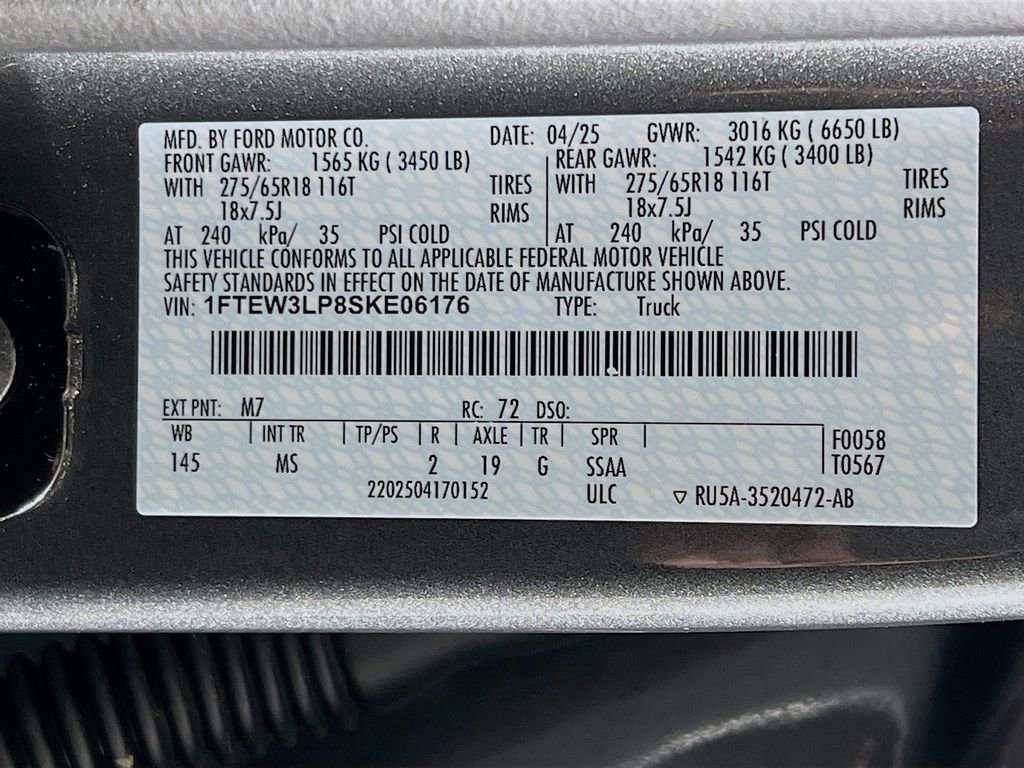 MFD. BY FORD MOTOR CO. DATE: 04/25 GVWR: 3016 KG ( 6650 LB)
FRONT GAWR: 1565 KG ( 3450 LB) REAR GAWR: 1542 KG ( 3400 LB)
WITH 275/65R18 116T TIRES WITH 275/65R18 116T TIRES
18x7.5J RIMS 18x7.5J RIMS
AT 240 kPa/ 35 PSI COLD AT 240 kPa/ 35 PSI COLD
THIS VEHICLE CONFORMS TO ALL APPLICABLE FEDERAL MOTOR VEHICLE
SAFETY STANDARDS IN EFFECT ON THE DATE OF MANUFACTURE SHOWN ABOVE.
VIN: 1FTEW3LP8SKE06176 TYPE: Truck
EXT PNT: M7 RC: 72 DSO:
WB INT TR TP/PS R AXLE TR SPR F0058
145 MS 2 19 G SSAA T0567
2202504170152 ULC ▽ RU5A-3520472-AB